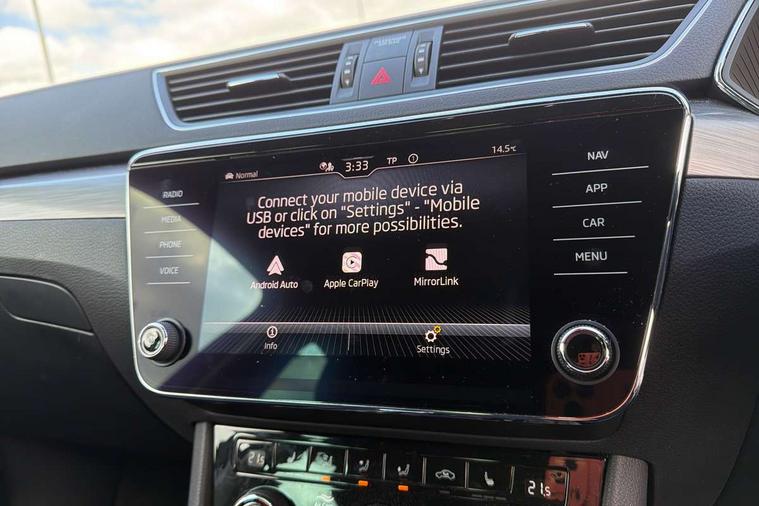 Normal
3:33
TP
14.5°C
RADIO
MEDIA
PHONE
VOICE
Connect your mobile device via
USB or click on "Settings" - "Mobile
devices" for more possibilities.
Android Auto
Apple CarPlay
MirrorLink
Info
Settings
NAV
APP
CAR
MENU
21.5
21.5